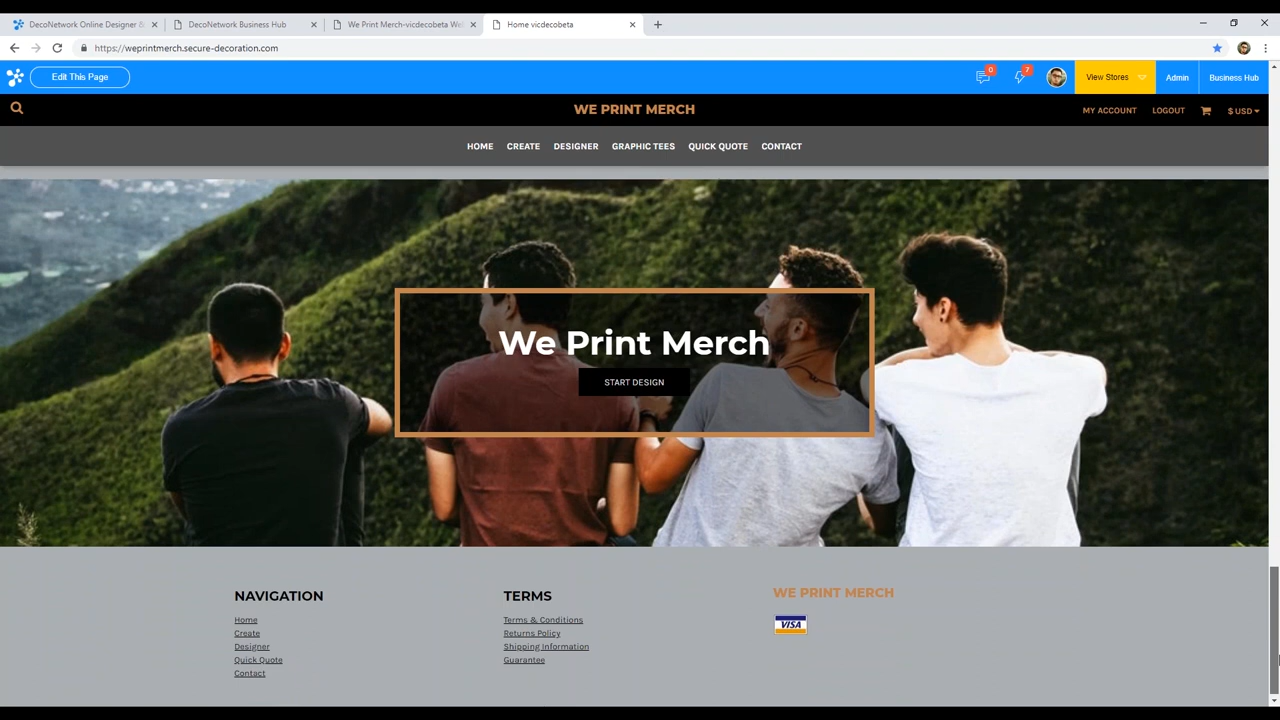 DecoNetwork Online Designer &
DecoNetwork Business Hub
We Print Merch-vicdecobeta We
Home vicdecobeta
https://weprintmerch.secure-decoration.com
Edit This Page
0
7
View Stores
Admin
Business Hub
WE PRINT MERCH
MY ACCOUNT
LOGOUT
$ USD
HOME
CREATE
DESIGNER
GRAPHIC TEES
QUICK QUOTE
CONTACT
We Print Merch
START DESIGN
NAVIGATION
Home
Create
Designer
Quick Quote
Contact
TERMS
Terms & Conditions
Returns Policy
Shipping Information
Guarantee
WE PRINT MERCH
VISA